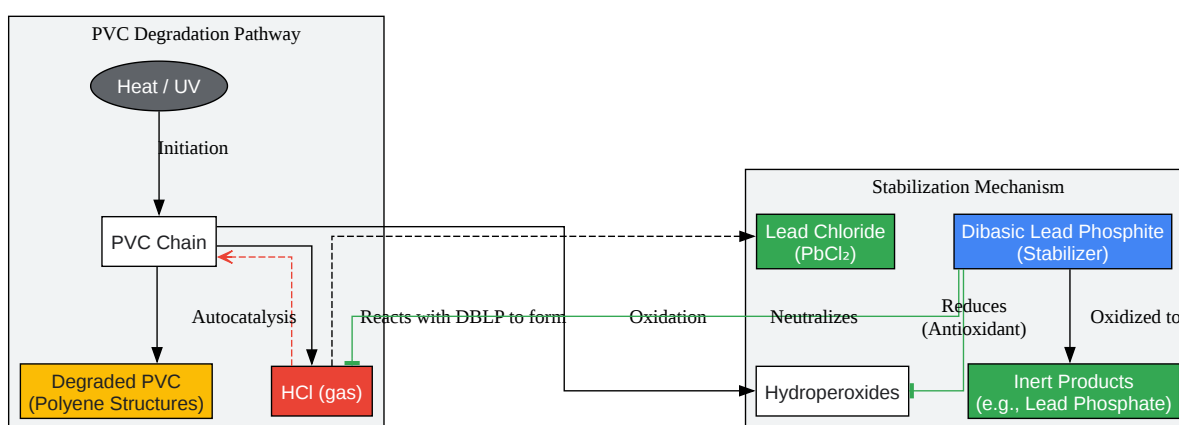 PVC Degradation Pathway
Heat / UV
Initiation
Stabilization Mechanism
PVC Chain
Lead Chloride
(PbCl₂)
Dibasic Lead Phosphite
(Stabilizer)
Autocatalysis
Reacts with DBLP to form
Oxidation
Neutralizes
Reduces
(Antioxidant)
Oxidized to
Degraded PVC
(Polyene Structures)
HCl (gas)
Hydroperoxides
Inert Products
(e.g., Lead Phosphate)